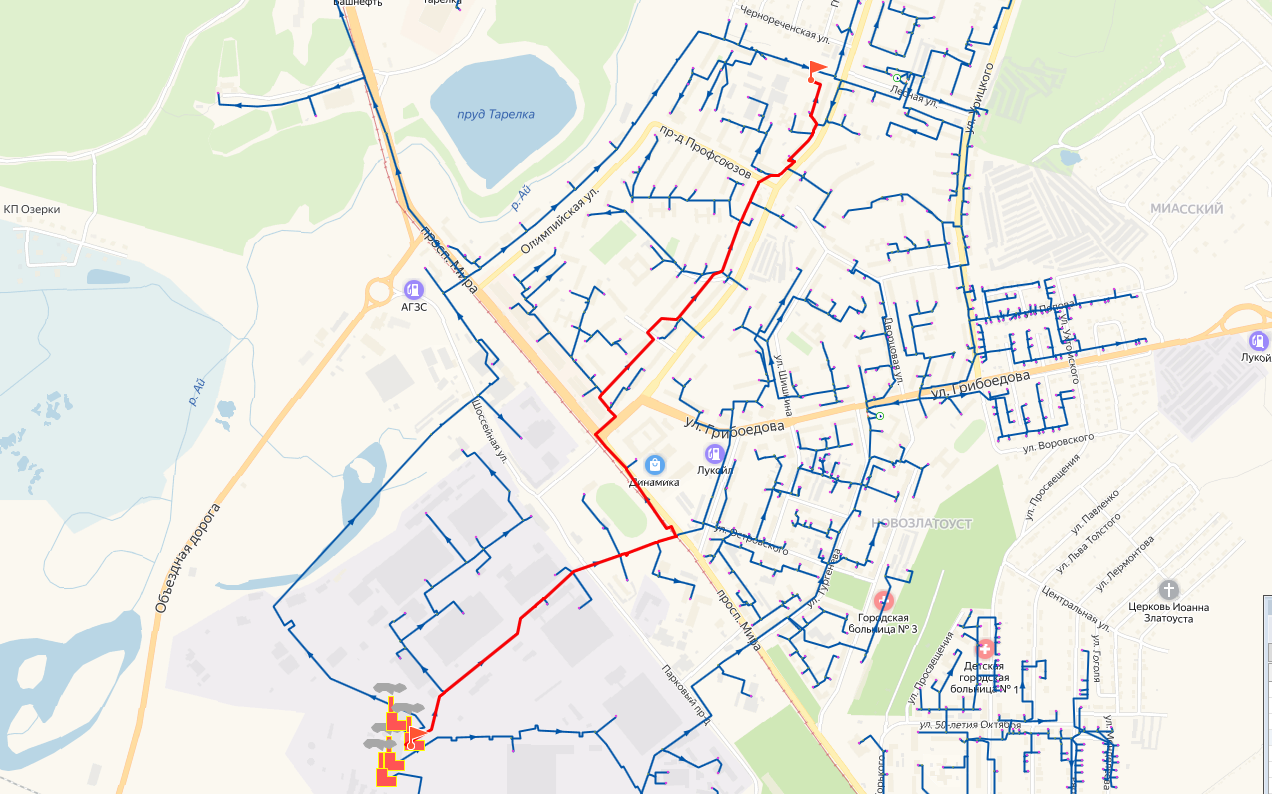 Башнефть
Тарелка
Чернореченская ул.
пруд Тарелка
Лесная ул.
ул. Урицкого
пр-д Профсоюзов
р. Ай
Олимпийская ул.
КП Озерки
МИАССКИЙ
просп. Мира
АГЗС
Дворцовая ул.
ул. Шишкина
Лукойл
р. Ай
ул. Грибоедова
Шоссейная ул.
ул. Грибоедова
ул. Воровского
Лукойл
Динамика
ул. Просвещения
ул. Павленко
ул. Льва Толстого
ул. Лермонтова
НОВОЗЛАТОУСТ
ул. Островского
Объездная дорога
ул. Тургенева
просп. Мира
Городская
больница № 3
Центральная ул.
Церковь Иоанна
Златоуста
ул. Просвещения
ул. Гоголя
Детская
городская
больница № 1
Парковый пр.
ул. 50-летия Октября